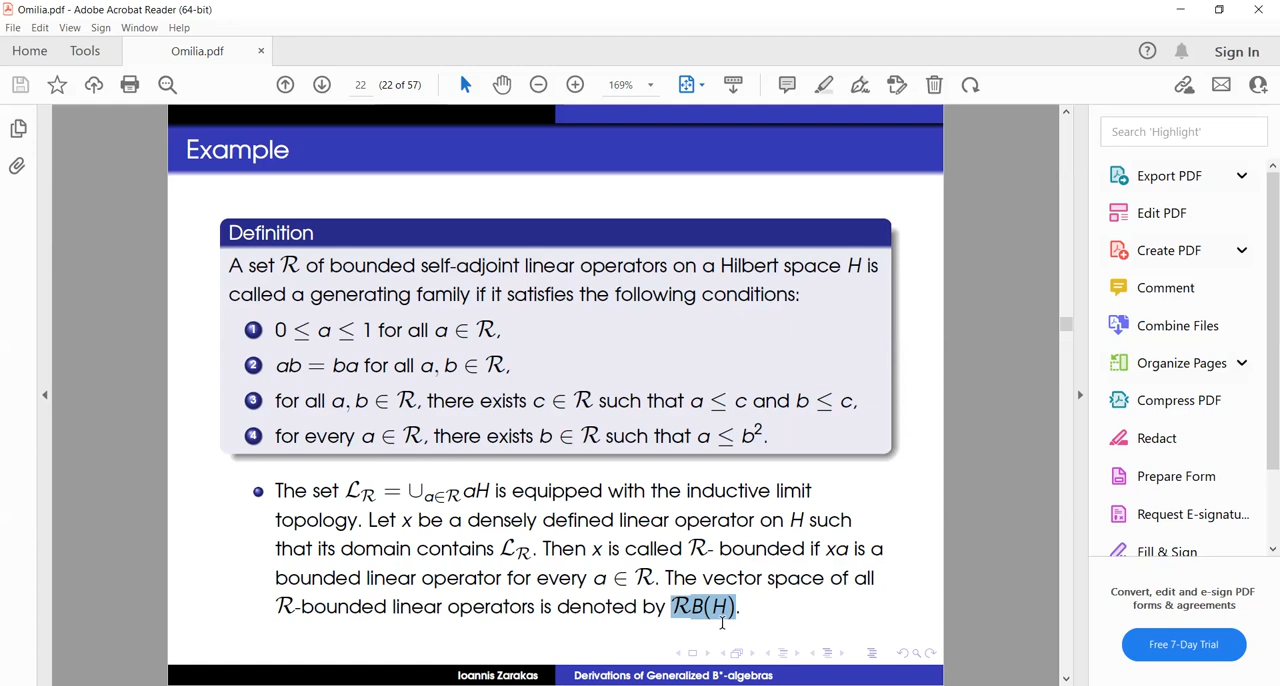 Omilia.pdf - Adobe Acrobat Reader (64-bit)
File Edit View Sign Window Help
Home Tools Omilia.pdf × Sign In
22 (22 of 57) 169%
Search 'Highlight'
Export PDF
Edit PDF
Create PDF
Comment
Combine Files
Organize Pages
Compress PDF
Redact
Prepare Form
Request E-signatu...
Fill & Sign
Convert, edit and e-sign PDF
forms & agreements
Free 7-Day Trial
Example
Definition
A set ℛ of bounded self-adjoint linear operators on a Hilbert space H is
called a generating family if it satisfies the following conditions:
1 0 ≤ a ≤ 1 for all a ∈ ℛ,
2 ab = ba for all a, b ∈ ℛ,
3 for all a, b ∈ ℛ, there exists c ∈ ℛ such that a ≤ c and b ≤ c,
4 for every a ∈ ℛ, there exists b ∈ ℛ such that a ≤ b².
The set ℒ_ℛ = ∪_{a∈ℛ} aH is equipped with the inductive limit
topology. Let x be a densely defined linear operator on H such
that its domain contains ℒ_ℛ. Then x is called ℛ- bounded if xa is a
bounded linear operator for every a ∈ ℛ. The vector space of all
ℛ-bounded linear operators is denoted by ℛB(H).
Ioannis Zarakas Derivations of Generalized B*-algebras